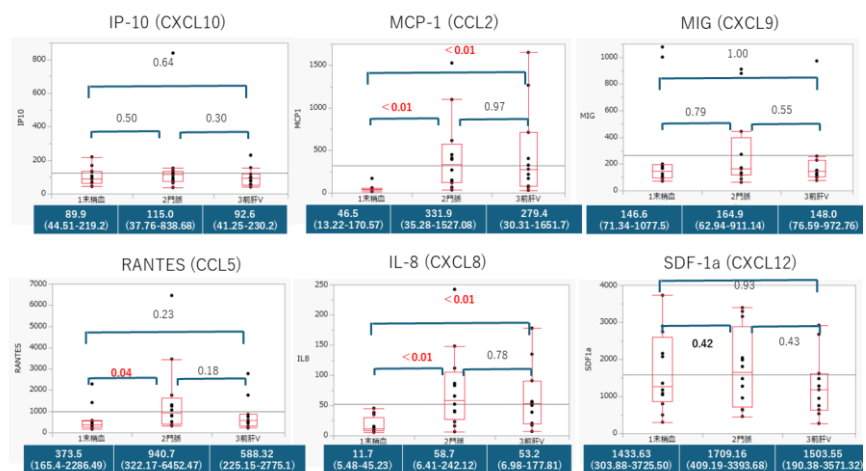 IP-10 (CXCL10)
1000
800
600
400
200
0
IP10
0.64
0.50
0.30
1末梢血
2門脈
3前肝V
89.9
(44.51-219.2)
115.0
(37.76-838.68)
92.6
(41.25-230.2)
MCP-1 (CCL2)
1500
1000
500
0
MCP1
<0.01
<0.01
0.97
1末梢血
2門脈
3前肝V
46.5
(13.22-170.57)
331.9
(35.28-1527.08)
279.4
(30.31-1651.7)
MIG (CXCL9)
1000
800
600
400
200
0
MIG
1.00
0.79
0.55
1末梢血
2門脈
3前肝V
146.6
(71.34-1077.5)
164.9
(62.94-911.14)
148.0
(76.59-972.76)
RANTES (CCL5)
7000
6000
5000
4000
3000
2000
1000
0
RANTES
0.23
0.04
0.18
1末梢血
2門脈
3前肝V
373.5
(165.4-2286.49)
940.7
(322.17-6452.47)
588.32
(225.15-2775.1)
IL-8 (CXCL8)
250
200
150
100
50
0
IL8
<0.01
<0.01
0.78
1末梢血
2門脈
3前肝V
11.7
(5.48-45.23)
58.7
(6.41-242.12)
53.2
(6.98-177.81)
SDF-1a (CXCL12)
4000
3000
2000
1000
0
SDF1a
0.93
0.42
0.43
1末梢血
2門脈
3前肝V
1433.63
(303.88-3725.50)
1709.16
(409.19-3393.68)
1503.55
(190.38-3571.32)